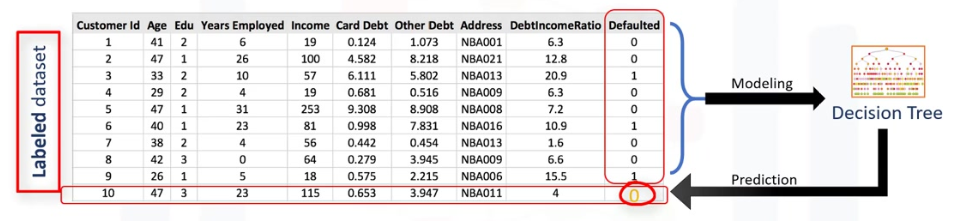 Customer Id Age Edu Years Employed Income Card Debt Other Debt Address DebtIncomeRatio Defaulted
1 41 2 6 19 0.124 1.073 NBA001 6.3 0
2 47 1 26 100 4.582 8.218 NBA021 12.8 0
3 33 2 10 57 6.111 5.802 NBA013 20.9 1
4 29 2 4 19 0.681 0.516 NBA009 6.3 0
5 47 1 31 253 9.308 8.908 NBA008 7.2 0
6 40 1 23 81 0.998 7.831 NBA016 10.9 1
7 38 2 4 56 0.442 0.454 NBA013 1.6 0
8 42 3 0 64 0.279 3.945 NBA009 6.6 0
9 26 1 5 18 0.575 2.215 NBA006 15.5 1
10 47 3 23 115 0.653 3.947 NBA011 4 0
Labeled dataset
Modeling
Decision Tree
Prediction